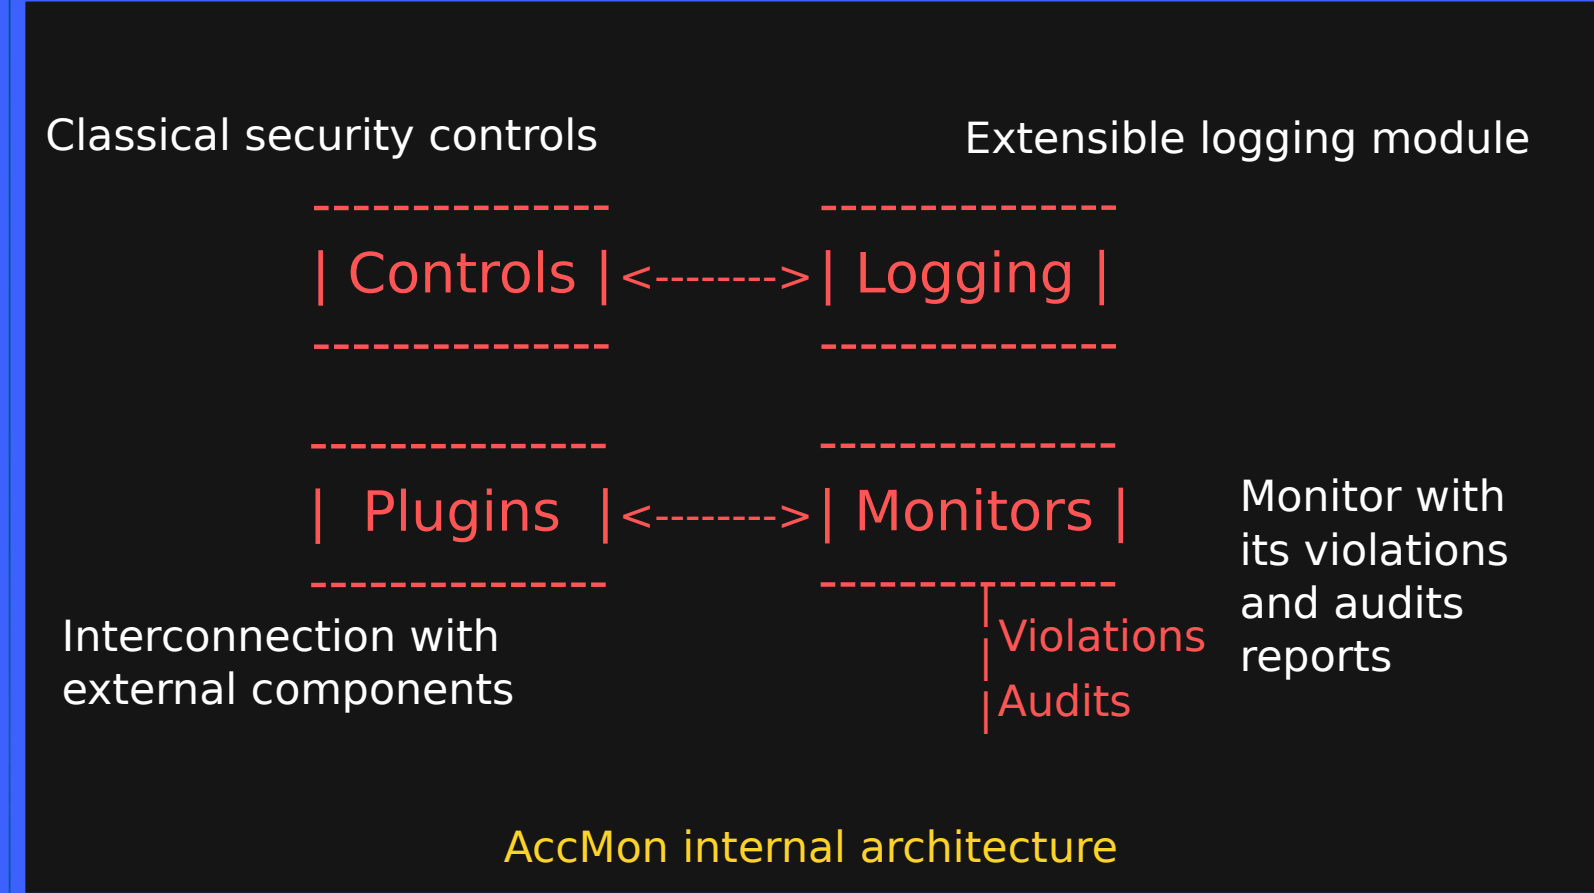 Classical security controls
Extensible logging module
--------------- ---------------
| Controls |<-------->| Logging |
--------------- ---------------
--------------- ---------------
| Plugins |<-------->| Monitors |
--------------- ---------------
Interconnection with
external components
|Violations
|
|Audits
Monitor with
its violations
and audits
reports
AccMon internal architecture